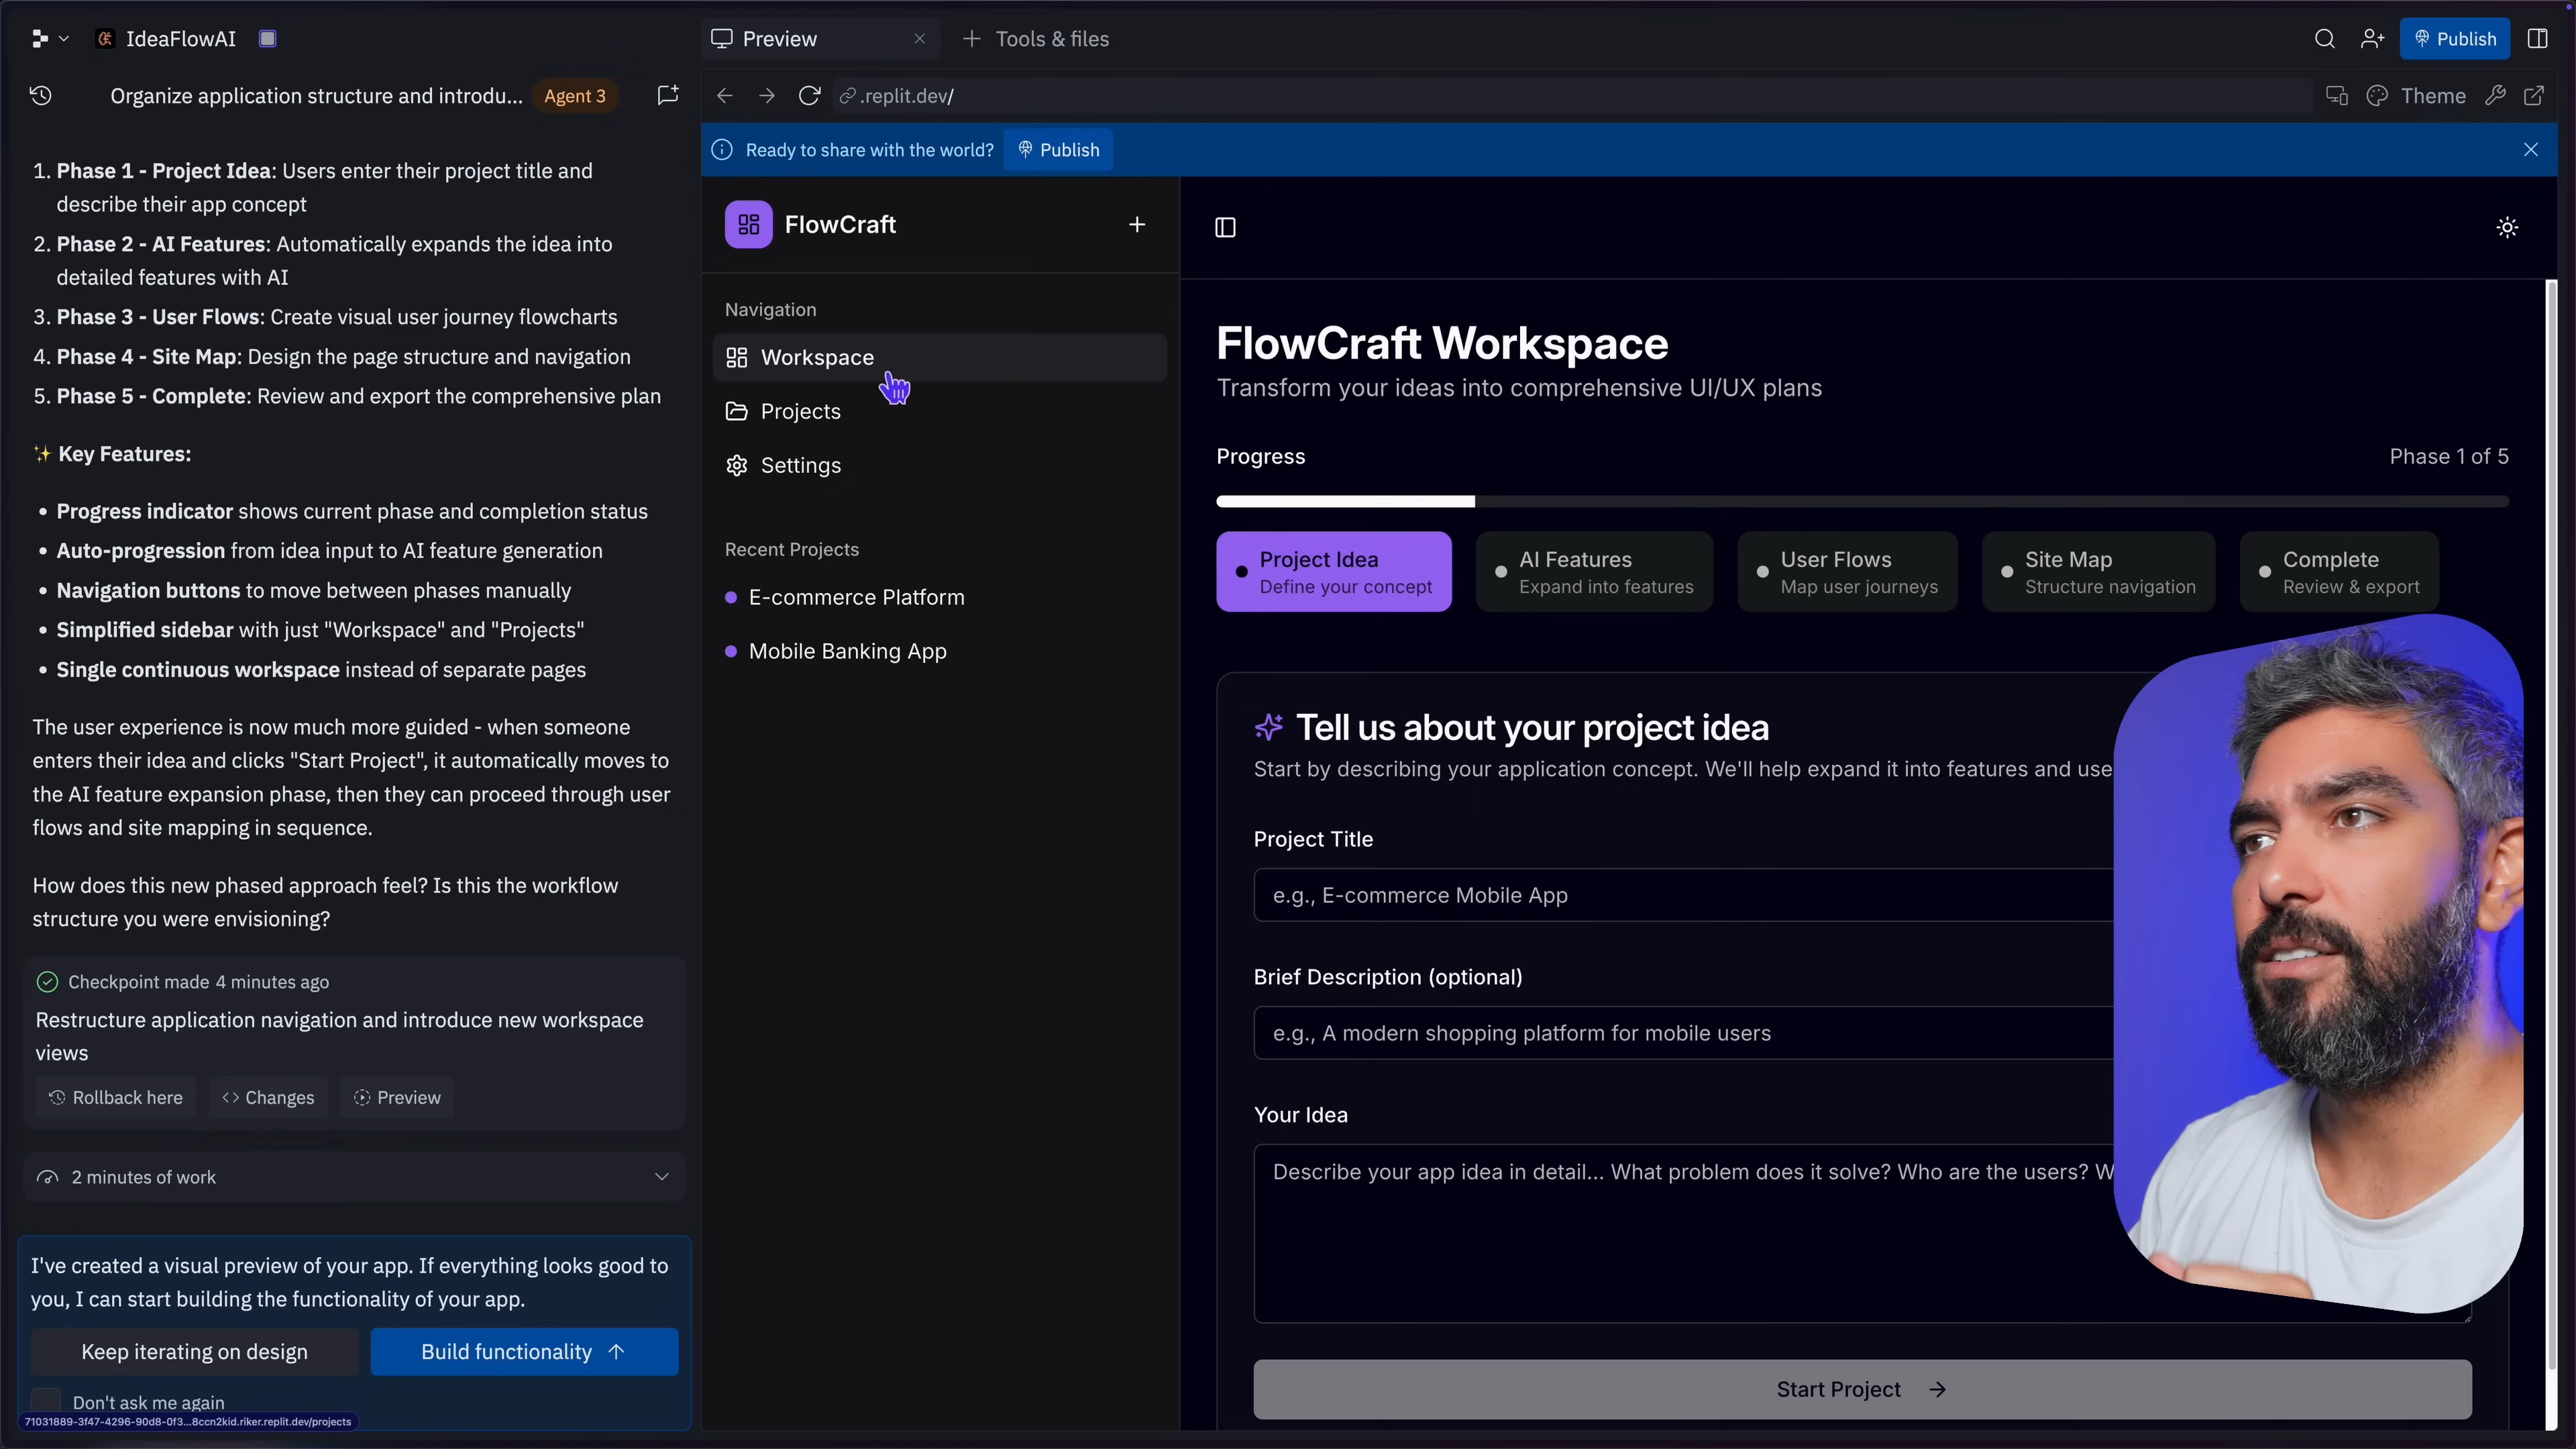 IdeaFlowAI
Preview
Tools & files
Publish
Organize application structure and introdu...
Agent 3
.replit.dev/
Theme
Ready to share with the world?
Publish
1. Phase 1 - Project Idea: Users enter their project title and
describe their app concept
2. Phase 2 - AI Features: Automatically expands the idea into
detailed features with AI
3. Phase 3 - User Flows: Create visual user journey flowcharts
4. Phase 4 - Site Map: Design the page structure and navigation
5. Phase 5 - Complete: Review and export the comprehensive plan
✨ Key Features:
• Progress indicator shows current phase and completion status
• Auto-progression from idea input to AI feature generation
• Navigation buttons to move between phases manually
• Simplified sidebar with just "Workspace" and "Projects"
• Single continuous workspace instead of separate pages
The user experience is now much more guided - when someone
enters their idea and clicks "Start Project", it automatically moves to
the AI feature expansion phase, then they can proceed through user
flows and site mapping in sequence.
How does this new phased approach feel? Is this the workflow
structure you were envisioning?
Checkpoint made 4 minutes ago
Restructure application navigation and introduce new workspace
views
Rollback here
Changes
Preview
2 minutes of work
I've created a visual preview of your app. If everything looks good to
you, I can start building the functionality of your app.
Keep iterating on design
Build functionality
Don't ask me again
71031889-3f47-4296-90d8-0f3...8ccn2kid.riker.replit.dev/projects
FlowCraft
Navigation
Workspace
Projects
Settings
Recent Projects
E-commerce Platform
Mobile Banking App
FlowCraft Workspace
Transform your ideas into comprehensive UI/UX plans
Progress
Phase 1 of 5
Project Idea
Define your concept
AI Features
Expand into features
User Flows
Map user journeys
Site Map
Structure navigation
Complete
Review & export
Tell us about your project idea
Start by describing your application concept. We'll help expand it into features and use
Project Title
e.g., E-commerce Mobile App
Brief Description (optional)
e.g., A modern shopping platform for mobile users
Your Idea
Describe your app idea in detail... What problem does it solve? Who are the users? W
Start Project